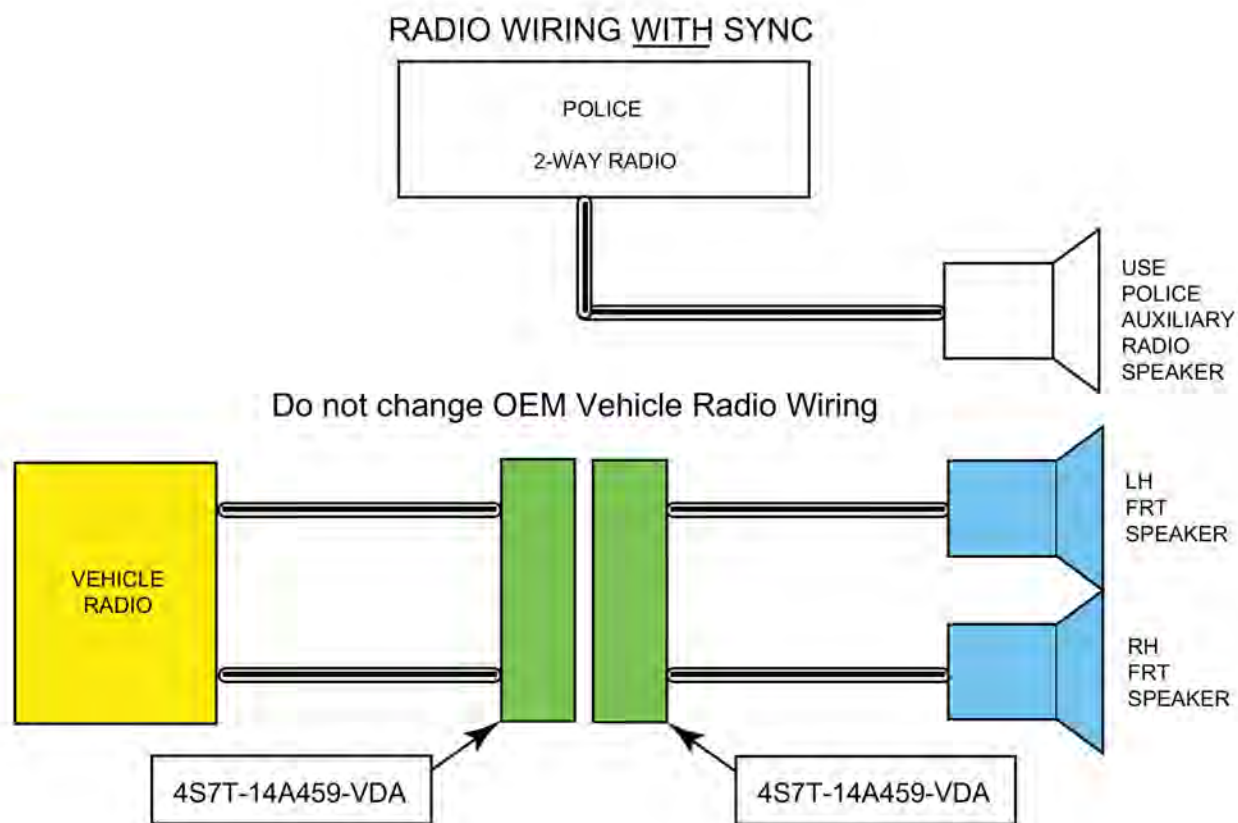 RADIO WIRING WITH SYNC
POLICE
2-WAY RADIO
USE
POLICE
AUXILIARY
RADIO
SPEAKER
Do not change OEM Vehicle Radio Wiring
VEHICLE
RADIO
LH
FRT
SPEAKER
RH
FRT
SPEAKER
4S7T-14A459-VDA
4S7T-14A459-VDA